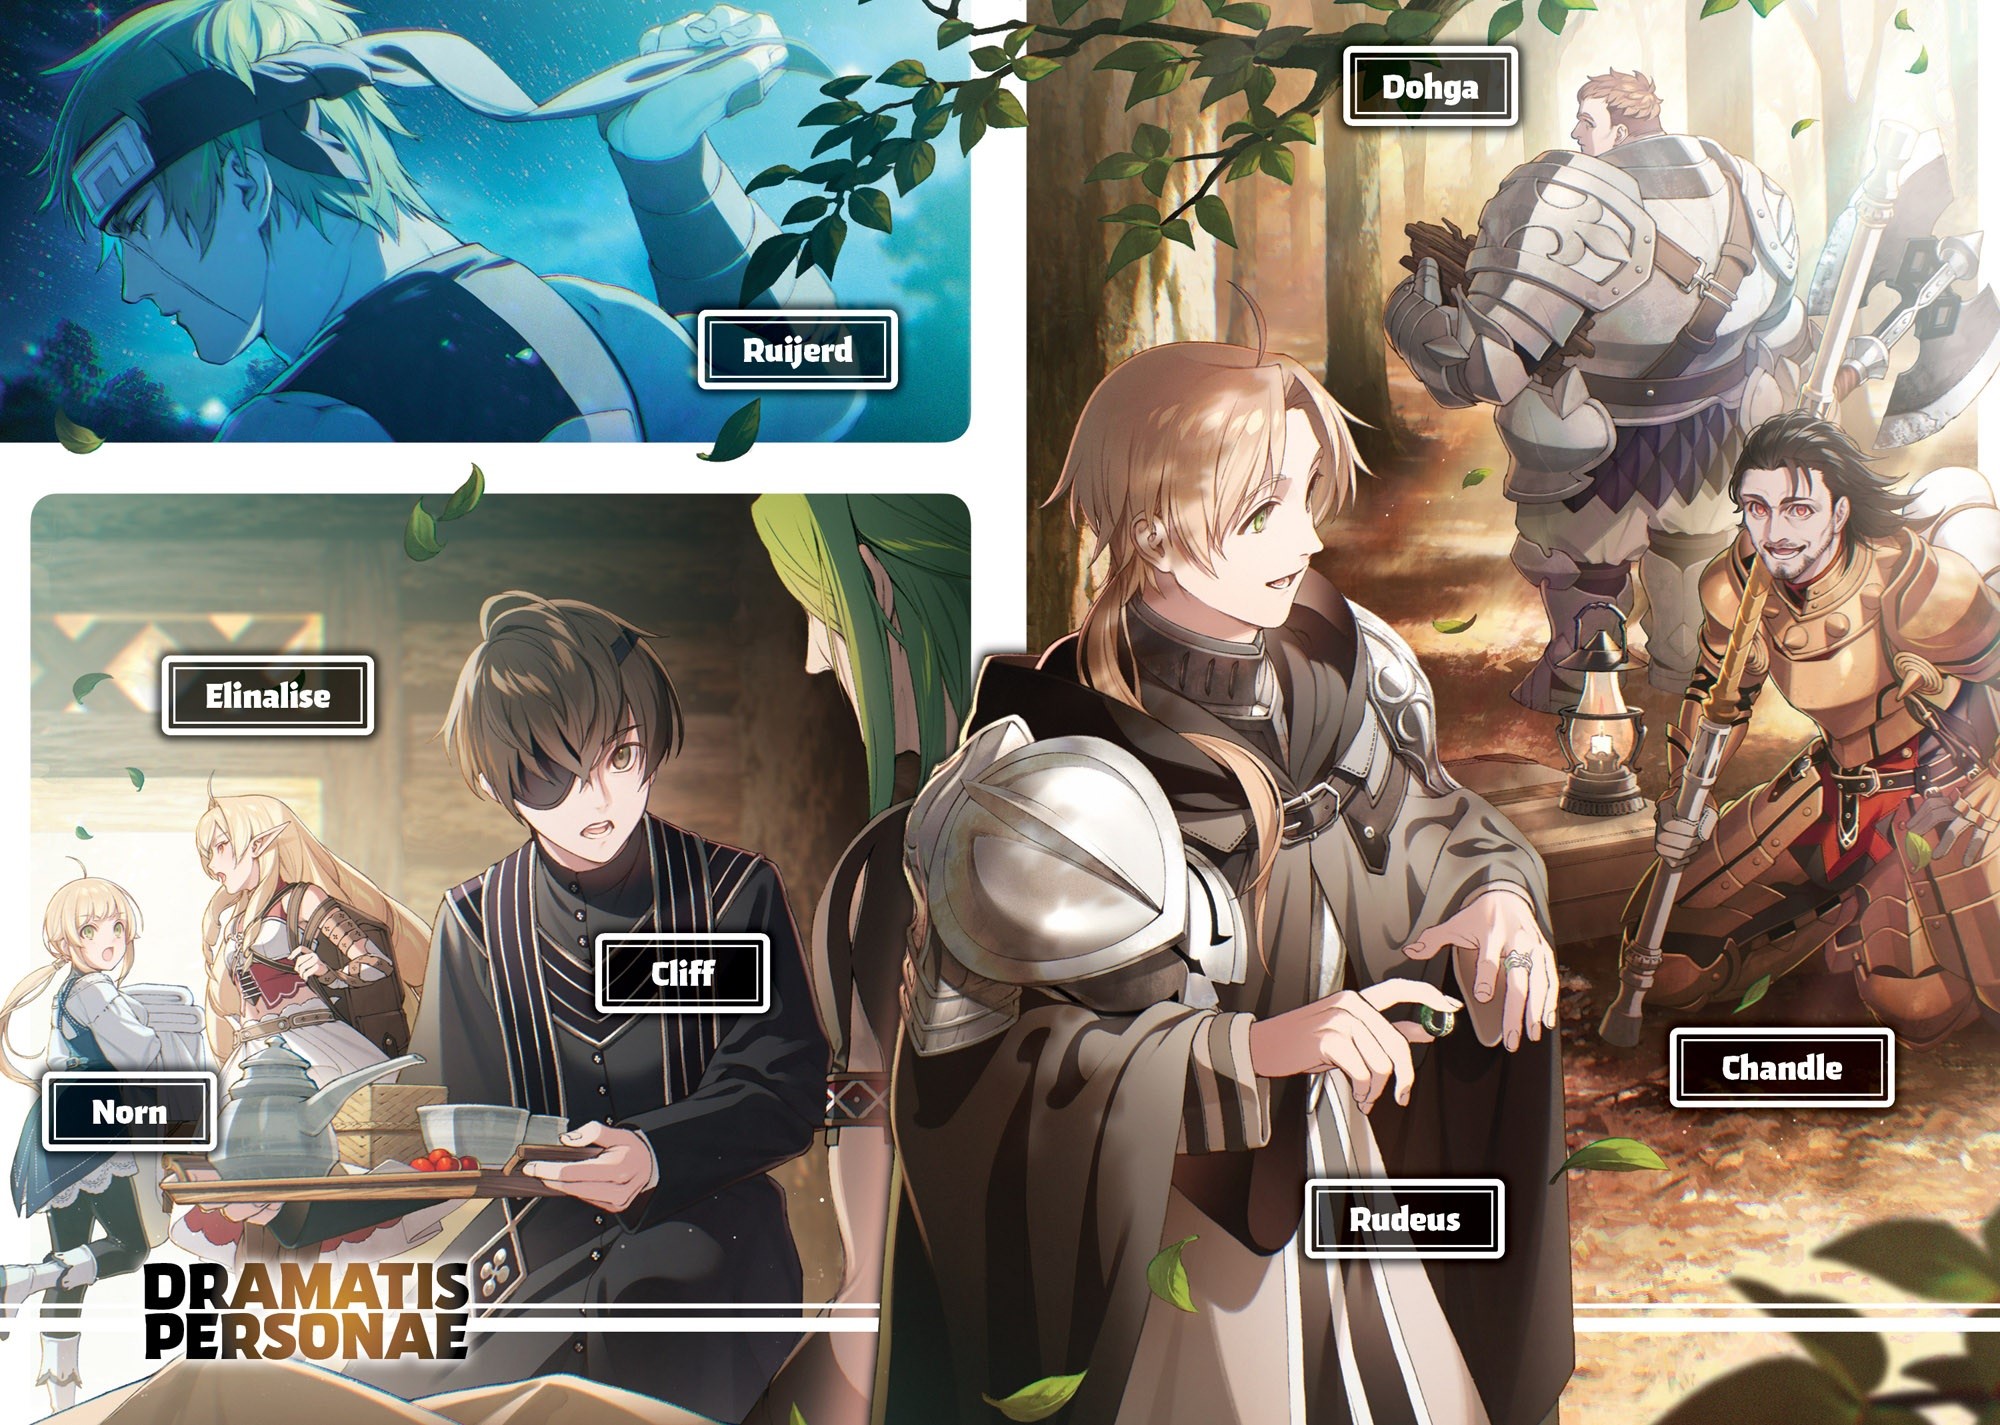 Dohga
Ruijerd
Elinalise
Cliff
Chandle
Norn
Rudeus
DRAMATIS
PERSONAE